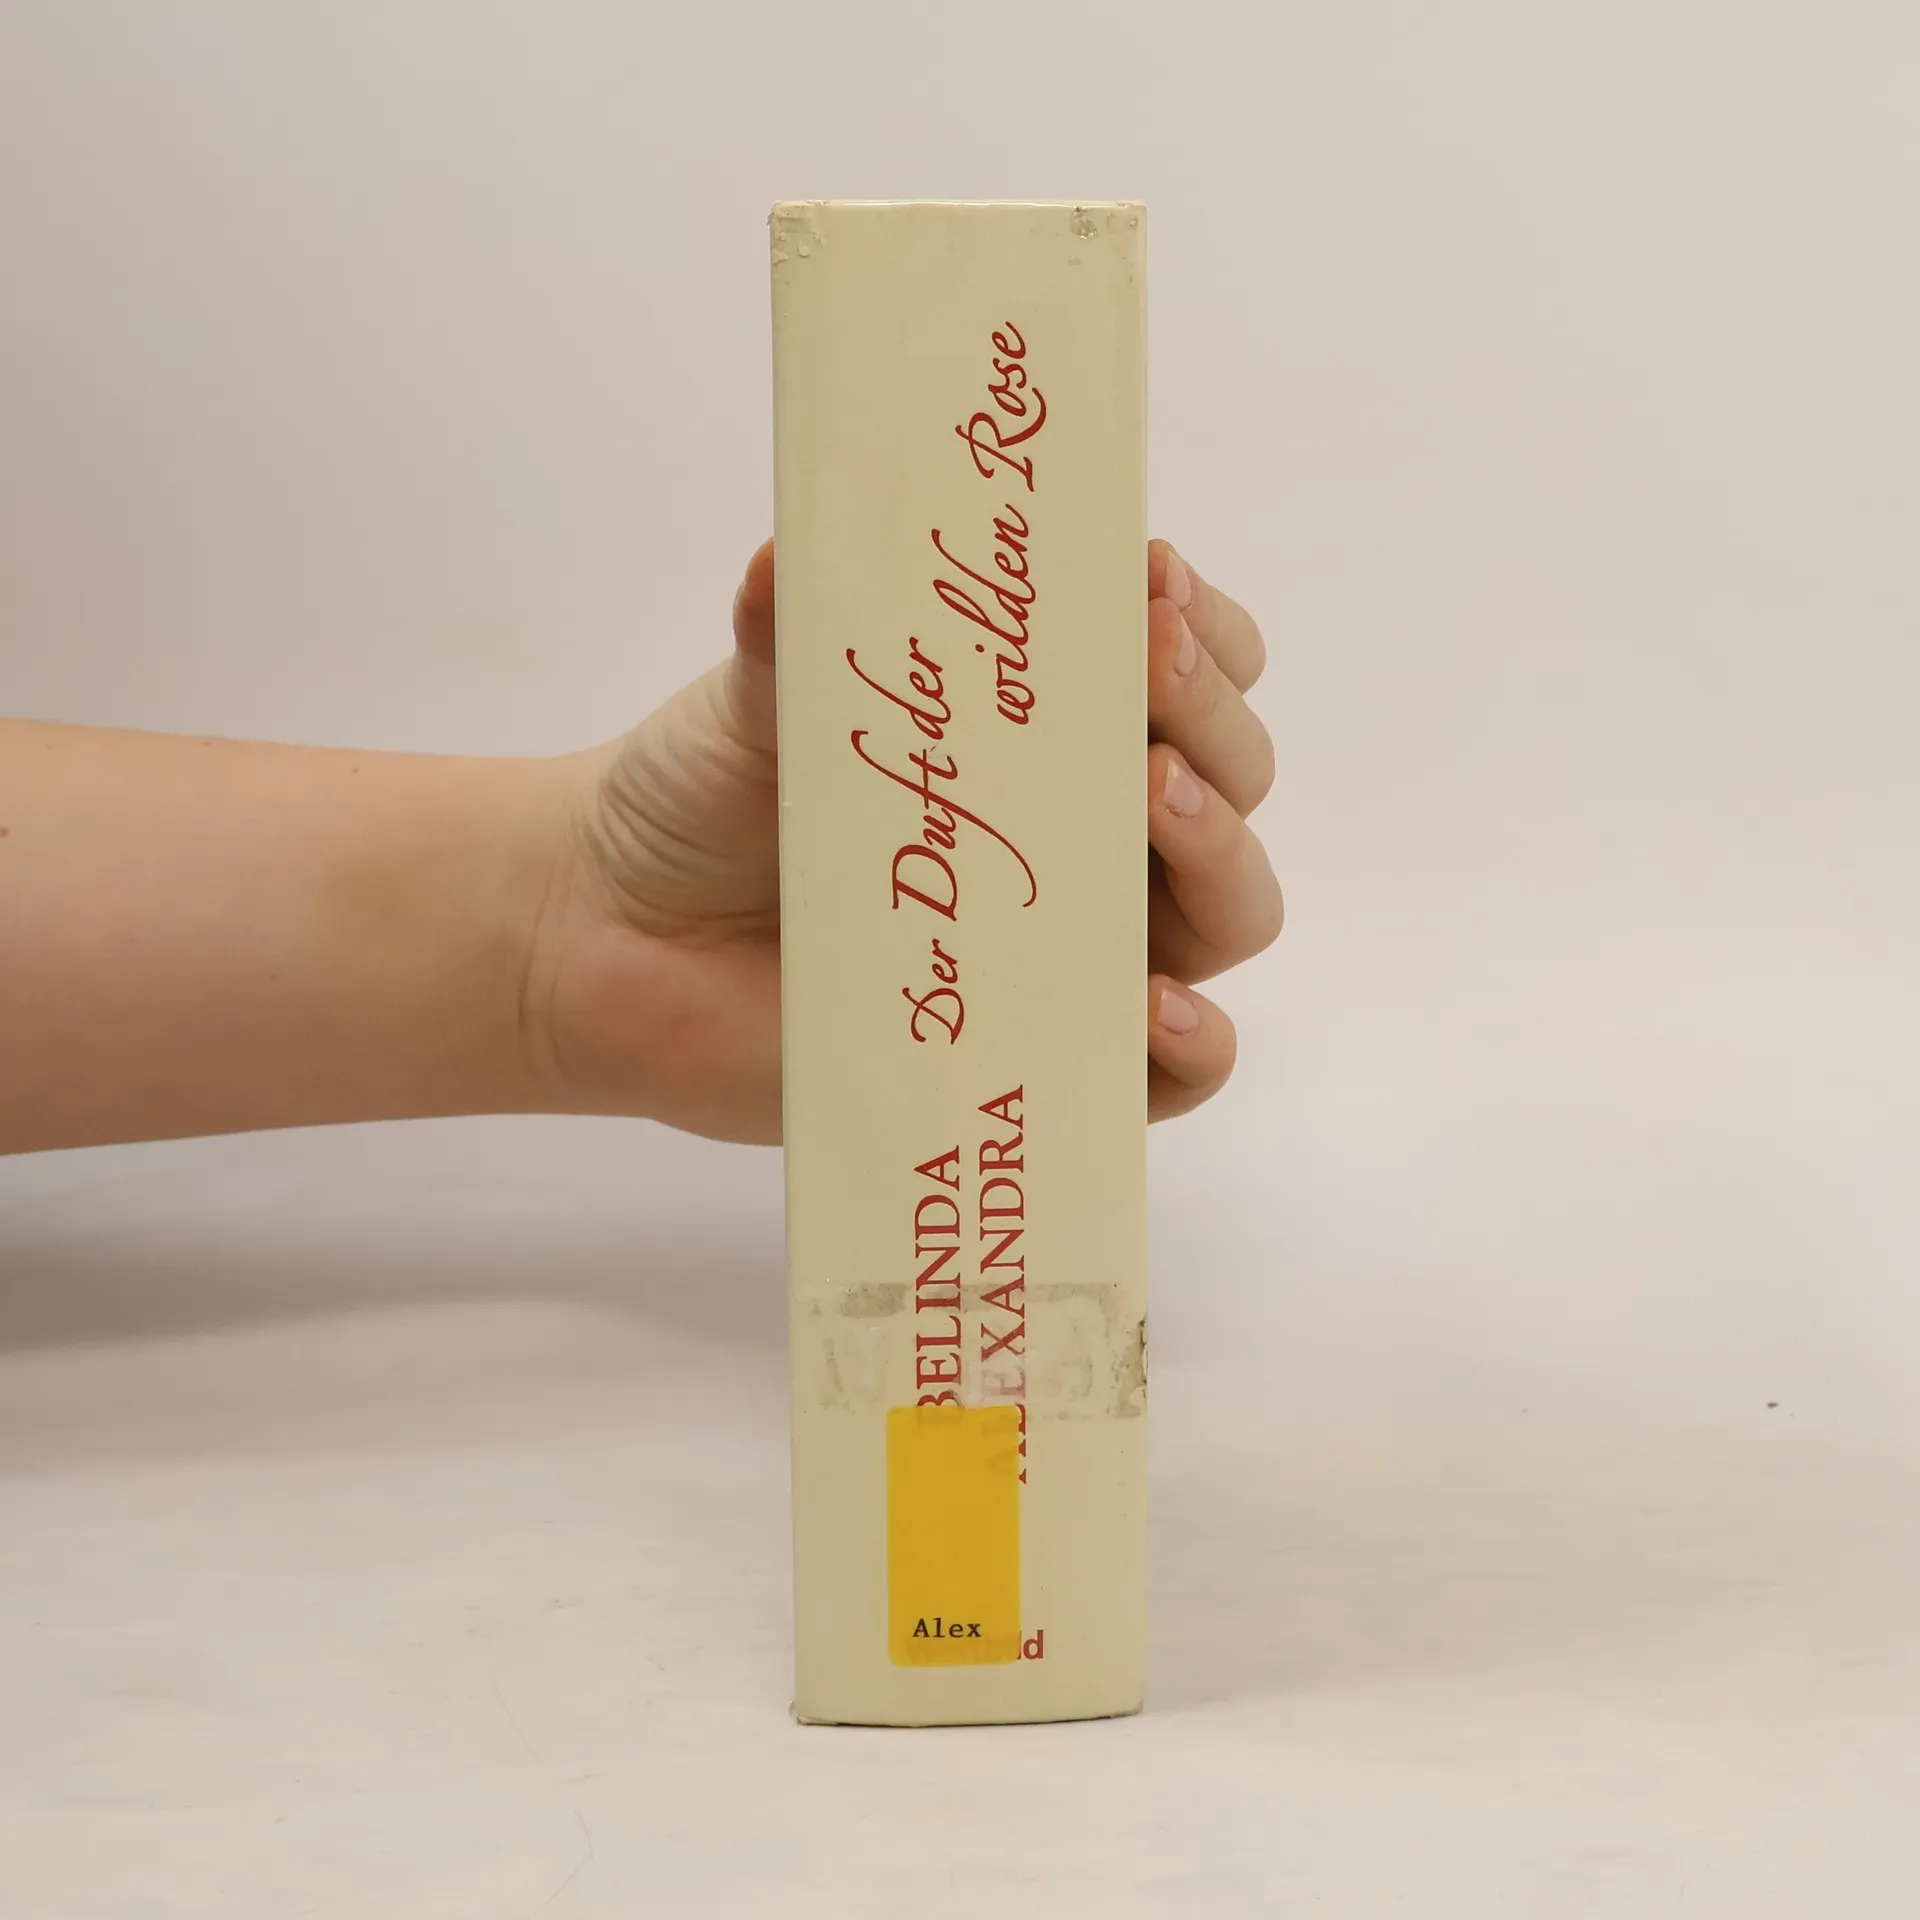 BELINDA
ALEXANDRA
Der Duft der
wilden Rose
Alex